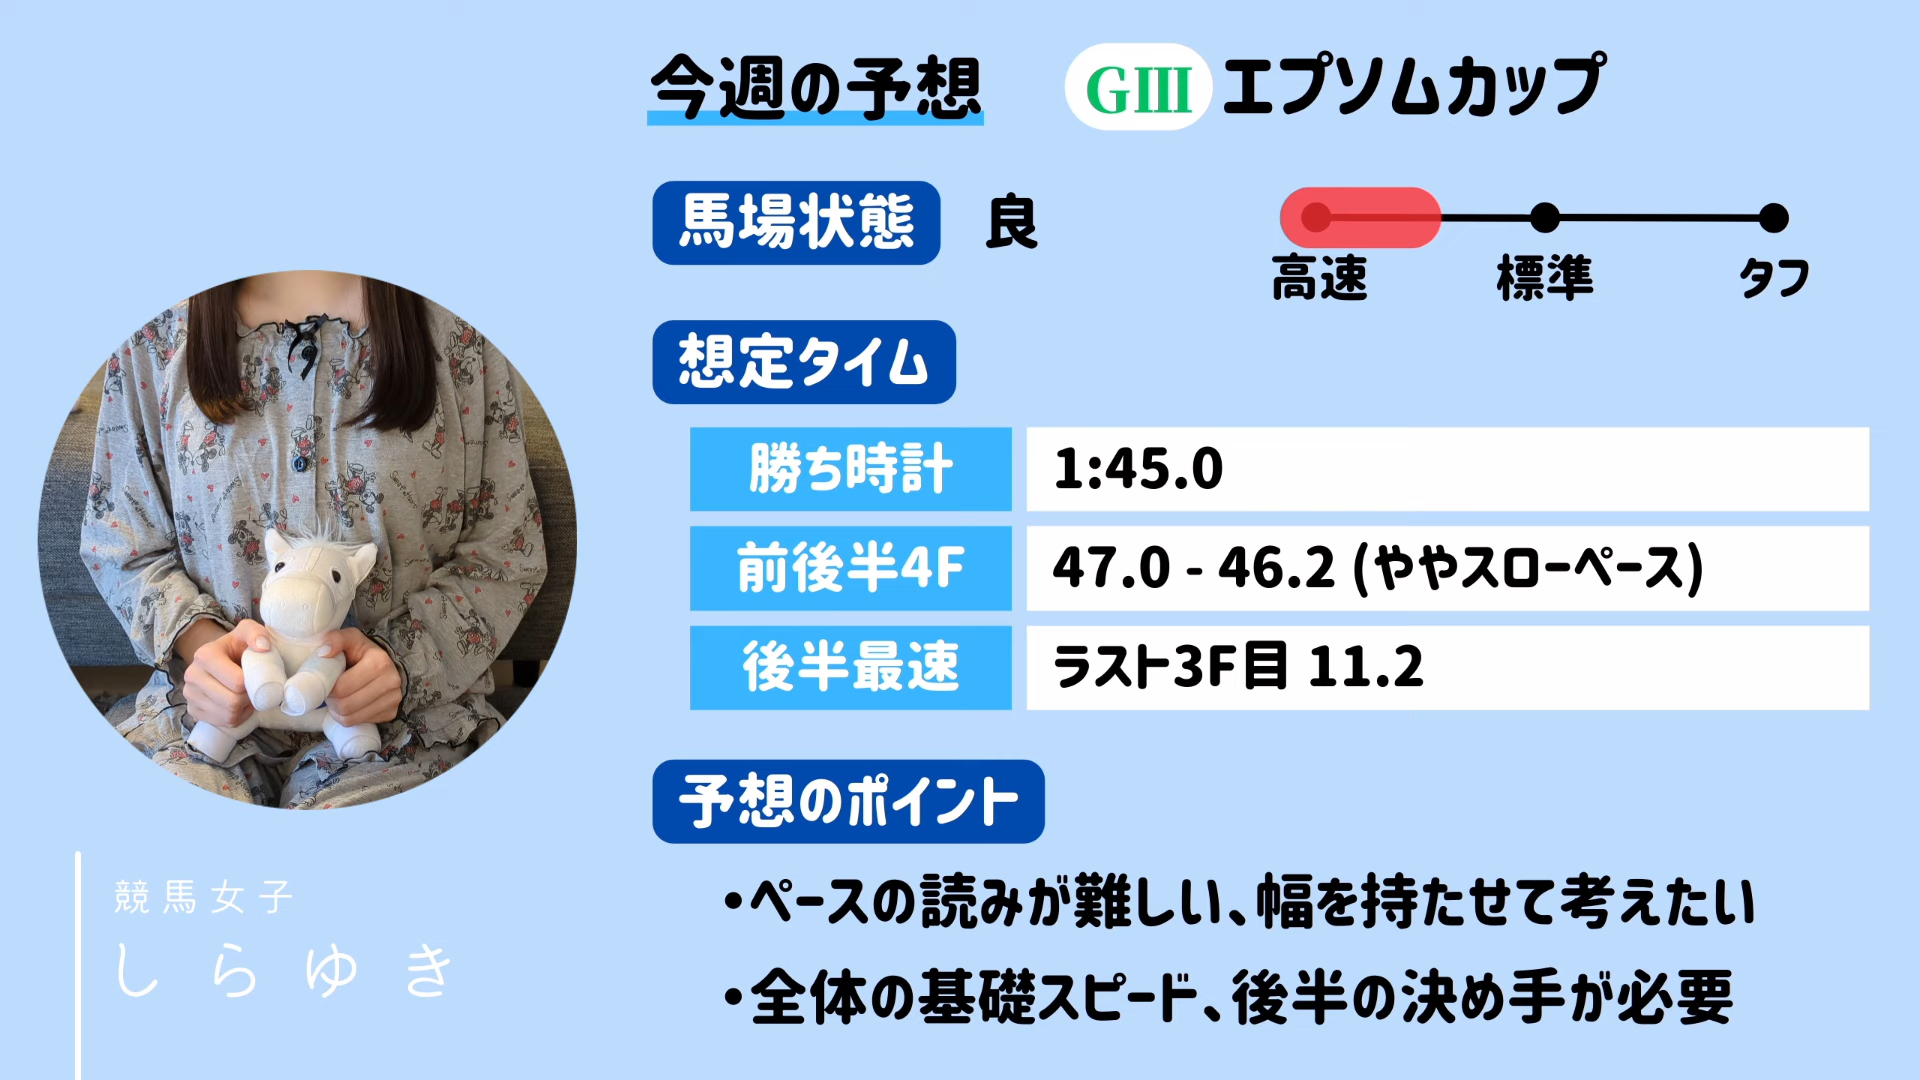 今週の予想
GIII エプソムカップ
馬場状態 良
高速 標準 タフ
想定タイム
勝ち時計 1:45.0
前後半4F 47.0 - 46.2 (ややスローペース)
後半最速 ラスト3F目 11.2
予想のポイント
・ペースの読みが難しい、幅を持たせて考えたい
・全体の基礎スピード、後半の決め手が必要
競馬女子
しらゆき